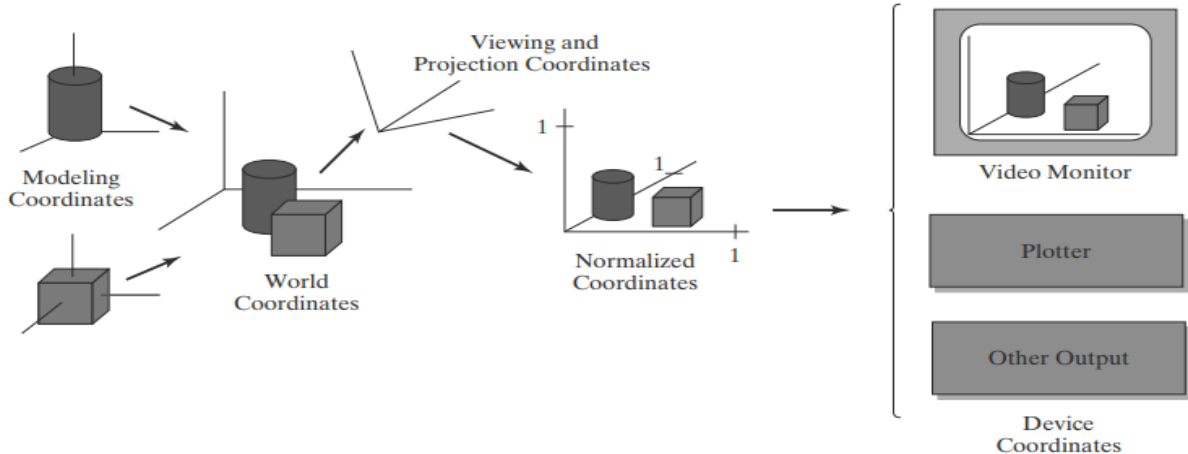 Modeling
Coordinates
World
Coordinates
Viewing and
Projection Coordinates
1
1
1
Normalized
Coordinates
Video Monitor
Plotter
Other Output
Device
Coordinates